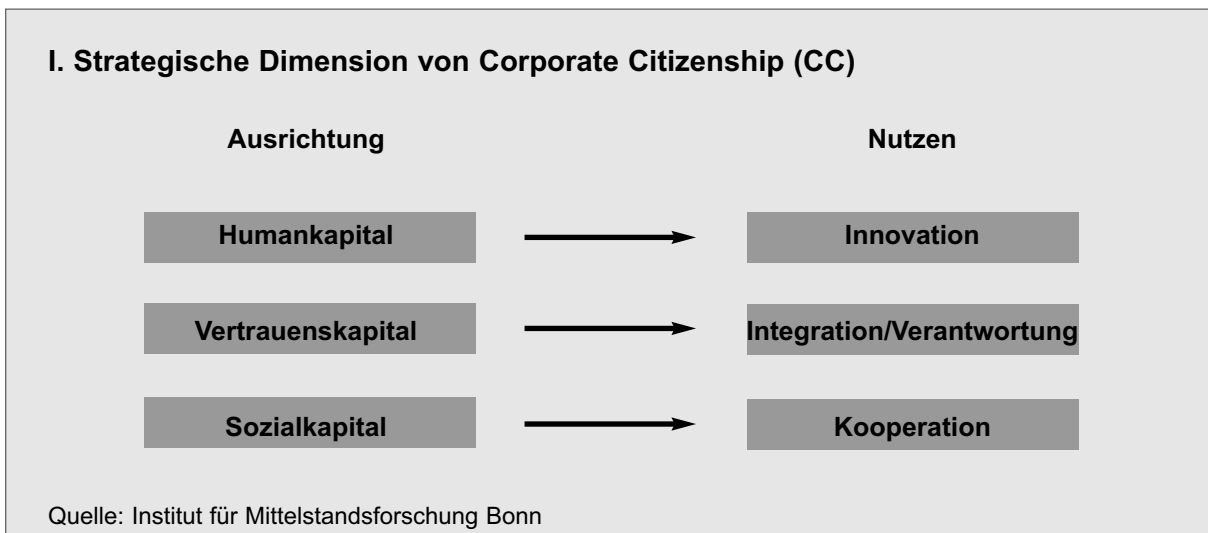 I. Strategische Dimension von Corporate Citizenship (CC)
Ausrichtung Nutzen
Humankapital Innovation
Vertrauenskapital Integration/Verantwortung
Sozialkapital Kooperation
Quelle: Institut für Mittelstandsforschung Bonn